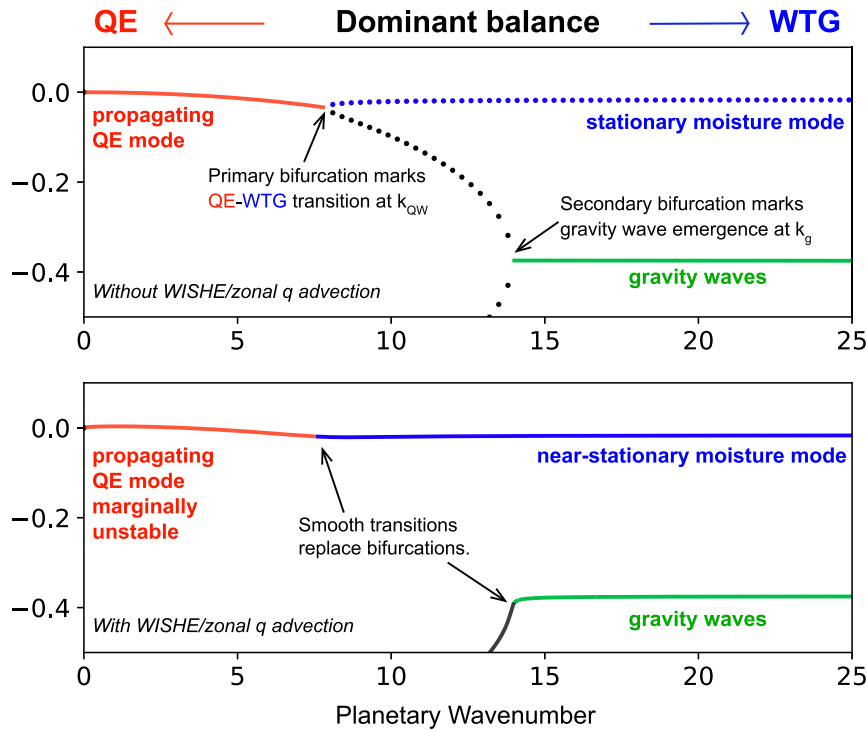 QE ← Dominant balance → WTG
0.0
propagating
QE mode
stationary moisture mode
−0.2
Primary bifurcation marks
QE-WTG transition at k_QW
Secondary bifurcation marks
gravity wave emergence at k_g
−0.4
gravity waves
Without WISHE/zonal q advection
0 5 10 15 20 25
0.0
propagating
QE mode
marginally
unstable
near-stationary moisture mode
−0.2
Smooth transitions
replace bifurcations.
−0.4
gravity waves
With WISHE/zonal q advection
0 5 10 15 20 25
Planetary Wavenumber